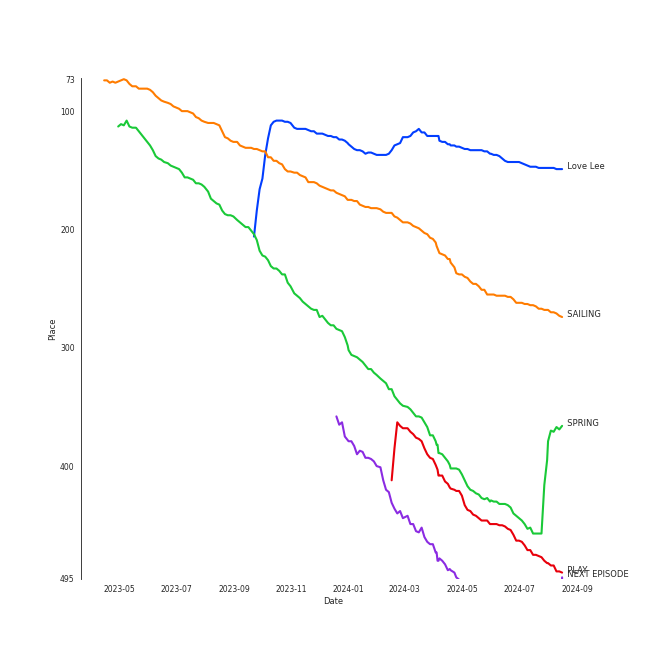 73
100
200
300
400
495
Place
2023-05
2023-07
2023-09
2023-11
2024-01
2024-03
2024-05
2024-07
2024-09
Date
Love Lee
SAILING
SPRING
PLAY
NEXT EPISODE